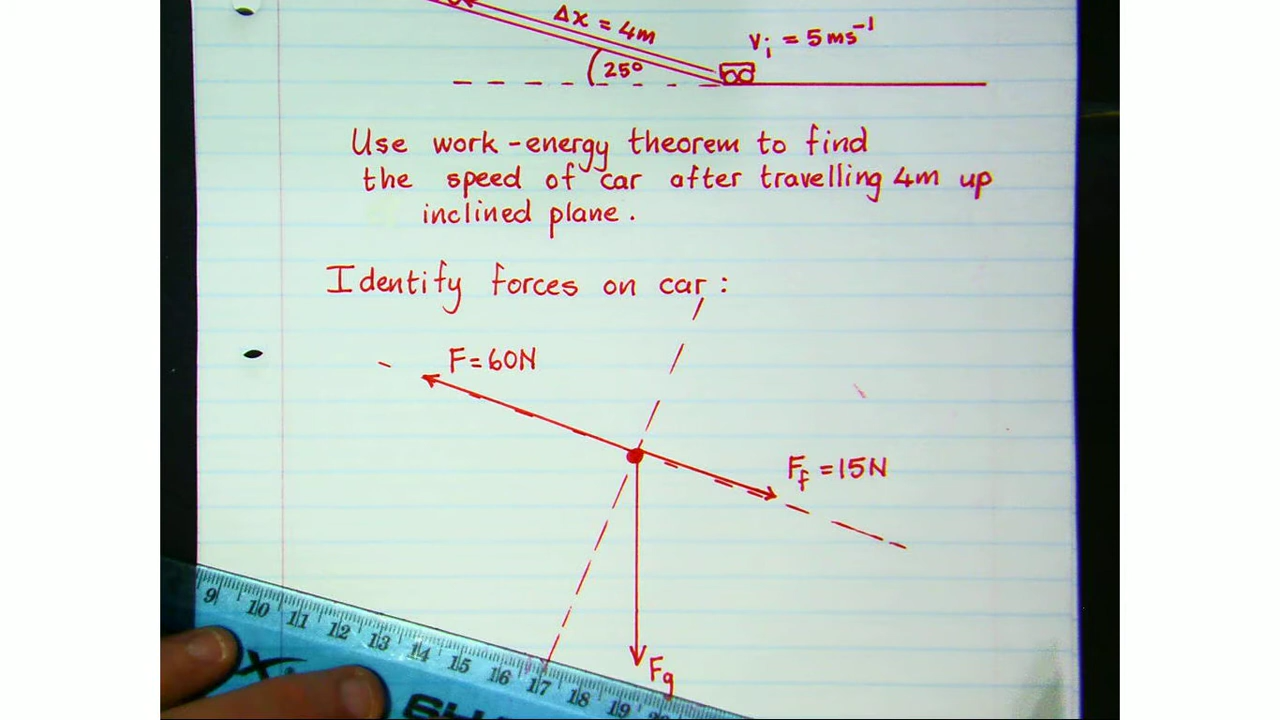 Δx = 4m
vᵢ = 5ms⁻¹
25°
Use work-energy theorem to find
the speed of car after travelling 4m up
inclined plane.
Identify forces on car:
F=60N
F_f =15N
F_g
9 10 11 12 13 14 15 16 17 18 19